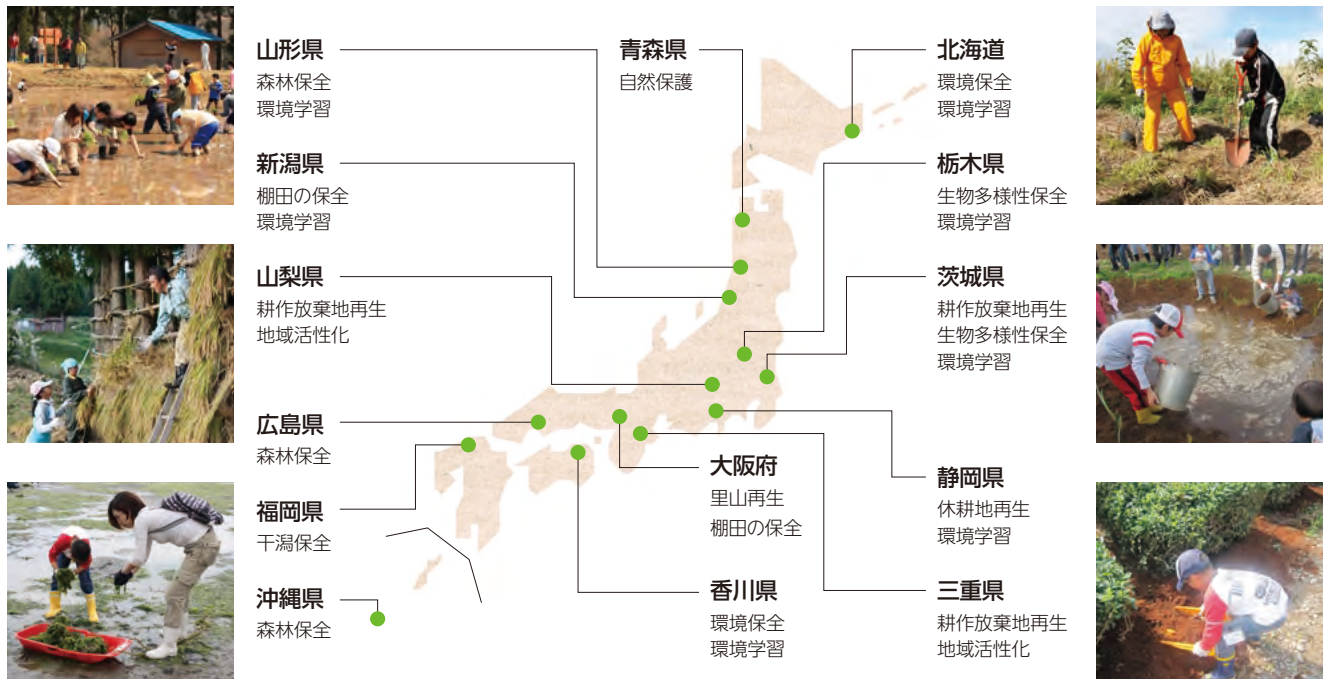 山形県
森林保全
環境学習
新潟県
棚田の保全
環境学習
山梨県
耕作放棄地再生
地域活性化
広島県
森林保全
福岡県
干潟保全
沖縄県
森林保全
青森県
自然保護
大阪府
里山再生
棚田の保全
香川県
環境保全
環境学習
北海道
環境保全
環境学習
栃木県
生物多様性保全
環境学習
茨城県
耕作放棄地再生
生物多様性保全
環境学習
静岡県
休耕地再生
環境学習
三重県
耕作放棄地再生
地域活性化